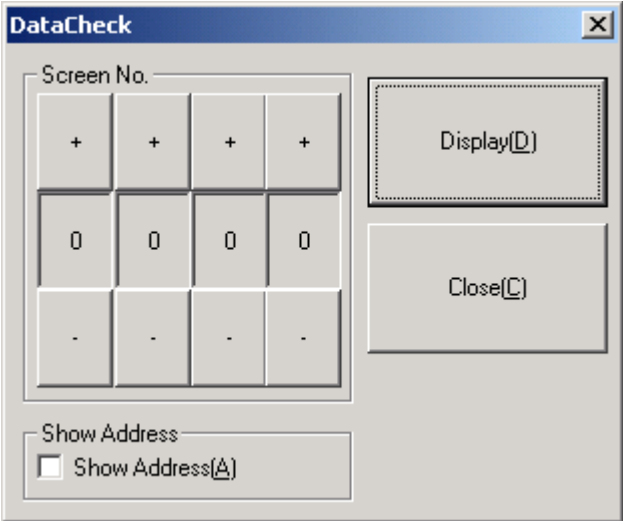 DataCheck
Screen No.
+ + + +
0 0 0 0
- - - -
Display(D)
Close(C)
Show Address
Show Address(A)